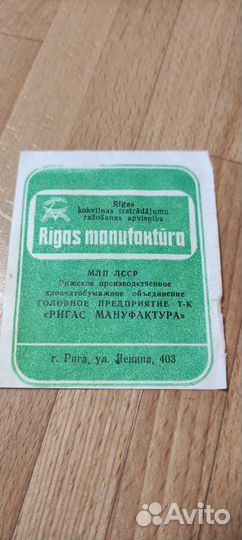 Rīgas
kokvilnas izstrādājumu
ražošanas apvienība
Rigas manufaktūra
МЛП ЛССР
Рижское производственное
хлопчатобумажное объединение
ГОЛОВНОЕ ПРЕДПРИЯТИЕ Т-К
«РИГАС МАНУФАКТУРА»
г. Рига, ул. Ленина, 403
Avito